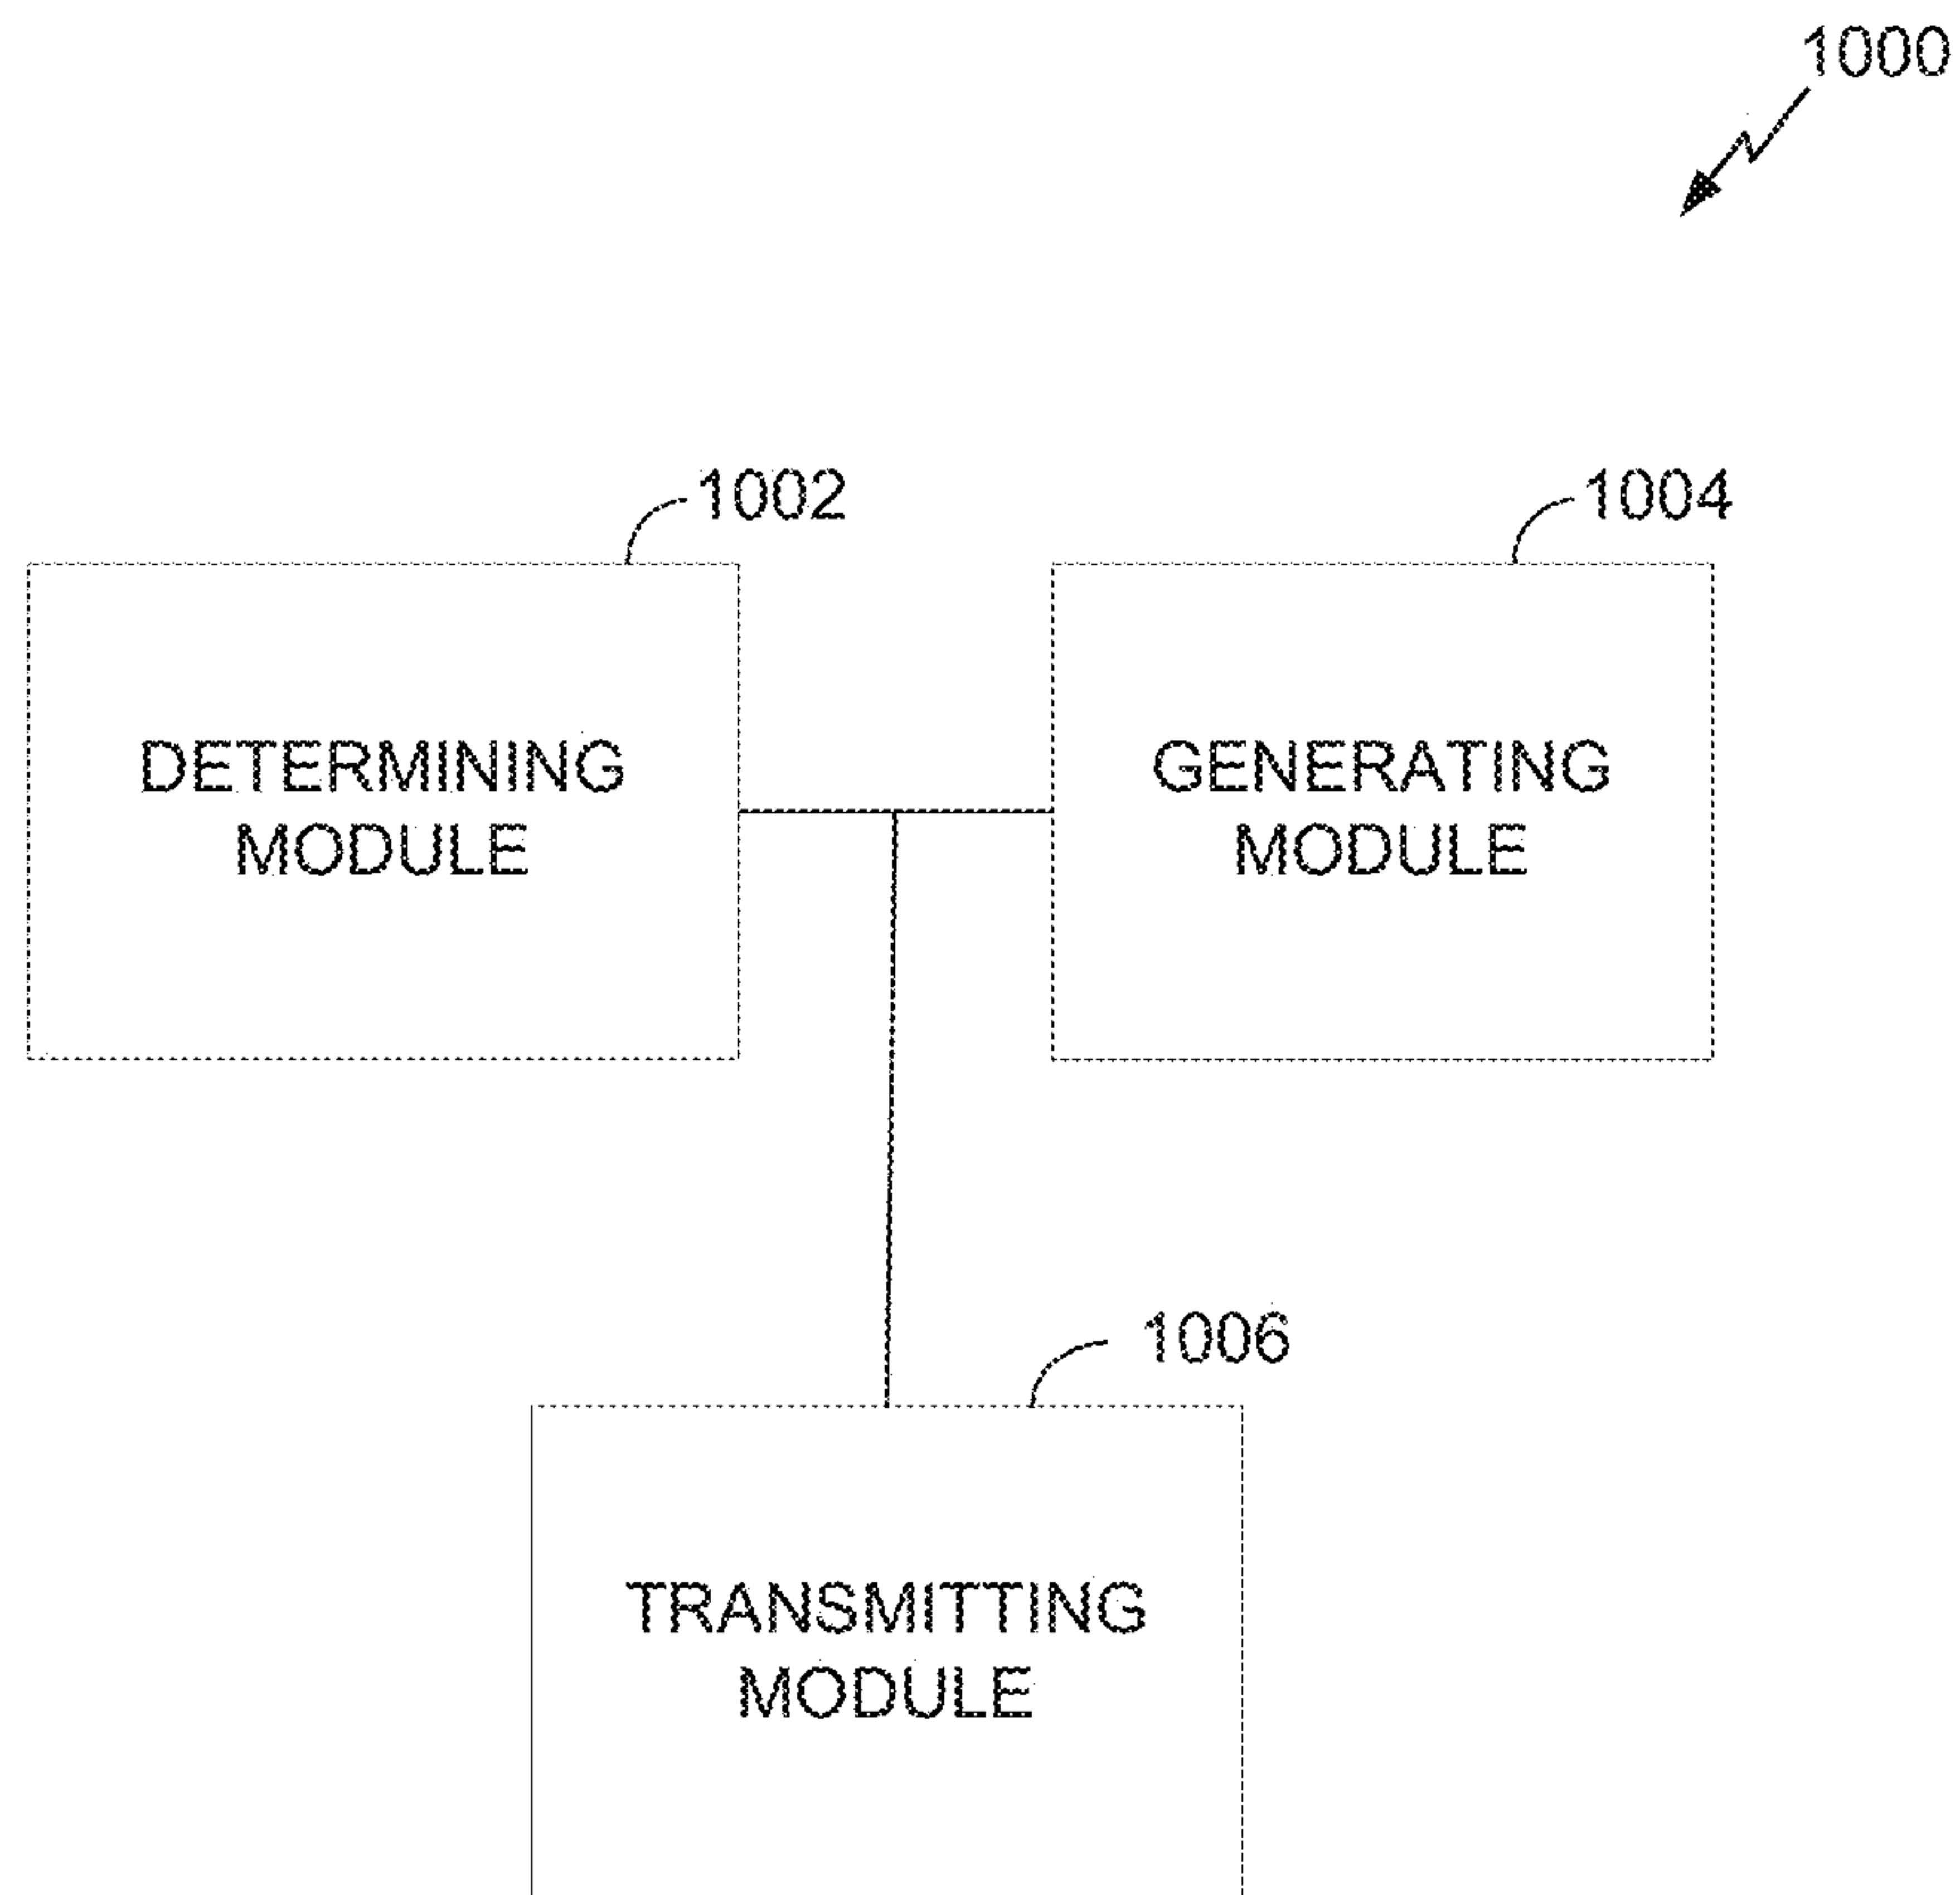 1000
1002
1004
DETERMINING
MODULE
GENERATING
MODULE
1006
TRANSMITTING
MODULE